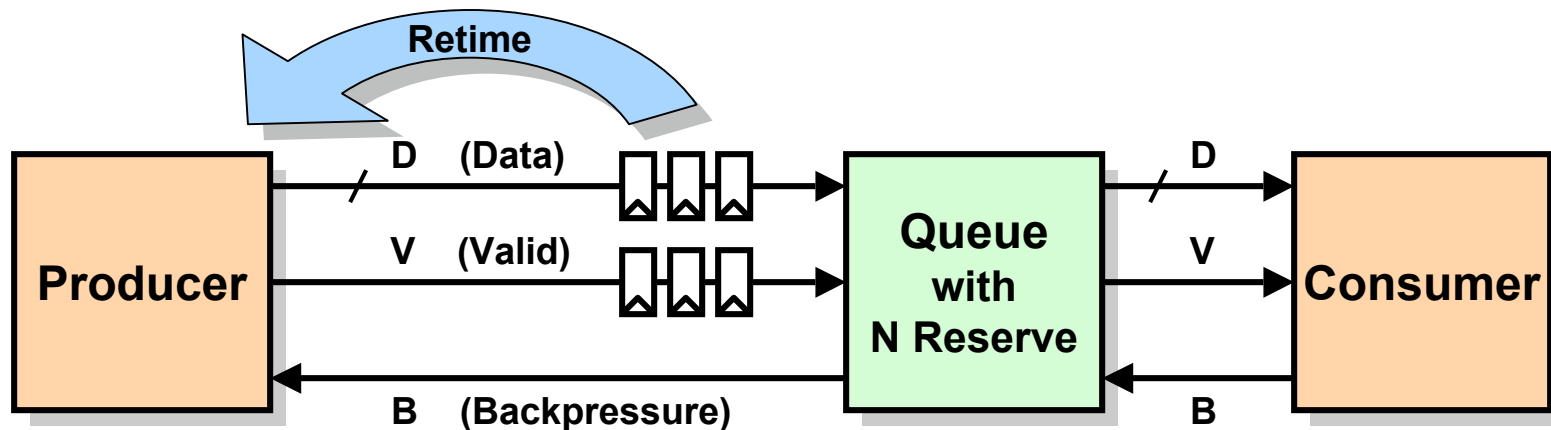 Retime
D (Data)
D
Producer
V (Valid)
Queue
with
N Reserve
V
Consumer
B (Backpressure)
B